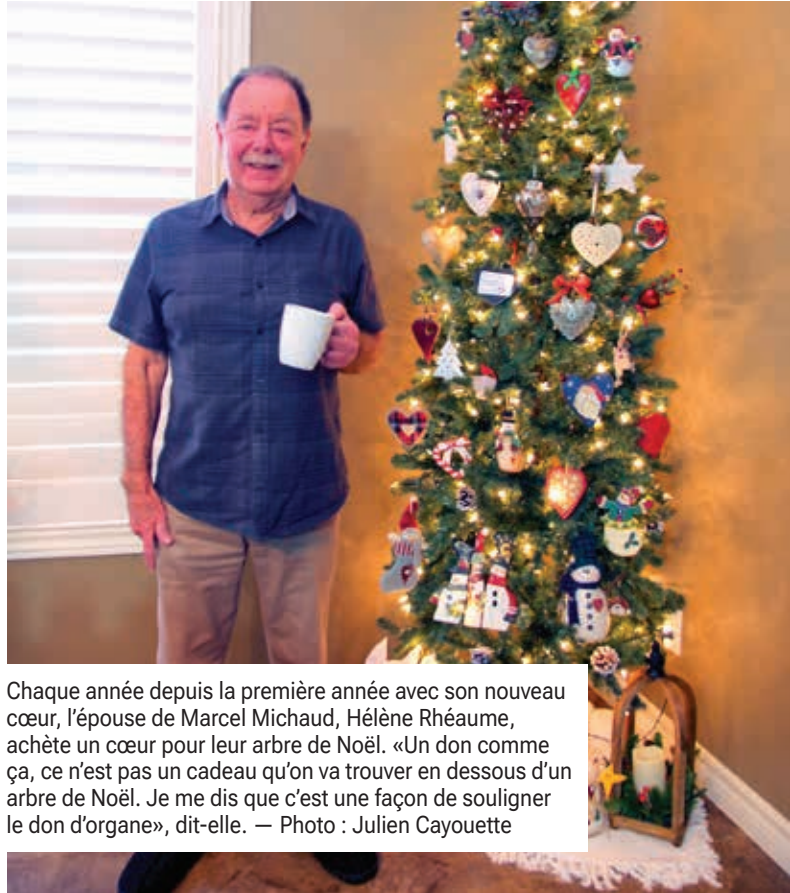 Chaque année depuis la première année avec son nouveau
cœur, l'épouse de Marcel Michaud, Hélène Rhéaume,
achète un cœur pour leur arbre de Noël. «Un don comme
ça, ce n'est pas un cadeau qu'on va trouver en dessous d'un
arbre de Noël. Je me dis que c'est une façon de souligner
le don d'organe», dit-elle. — Photo : Julien Cayouette